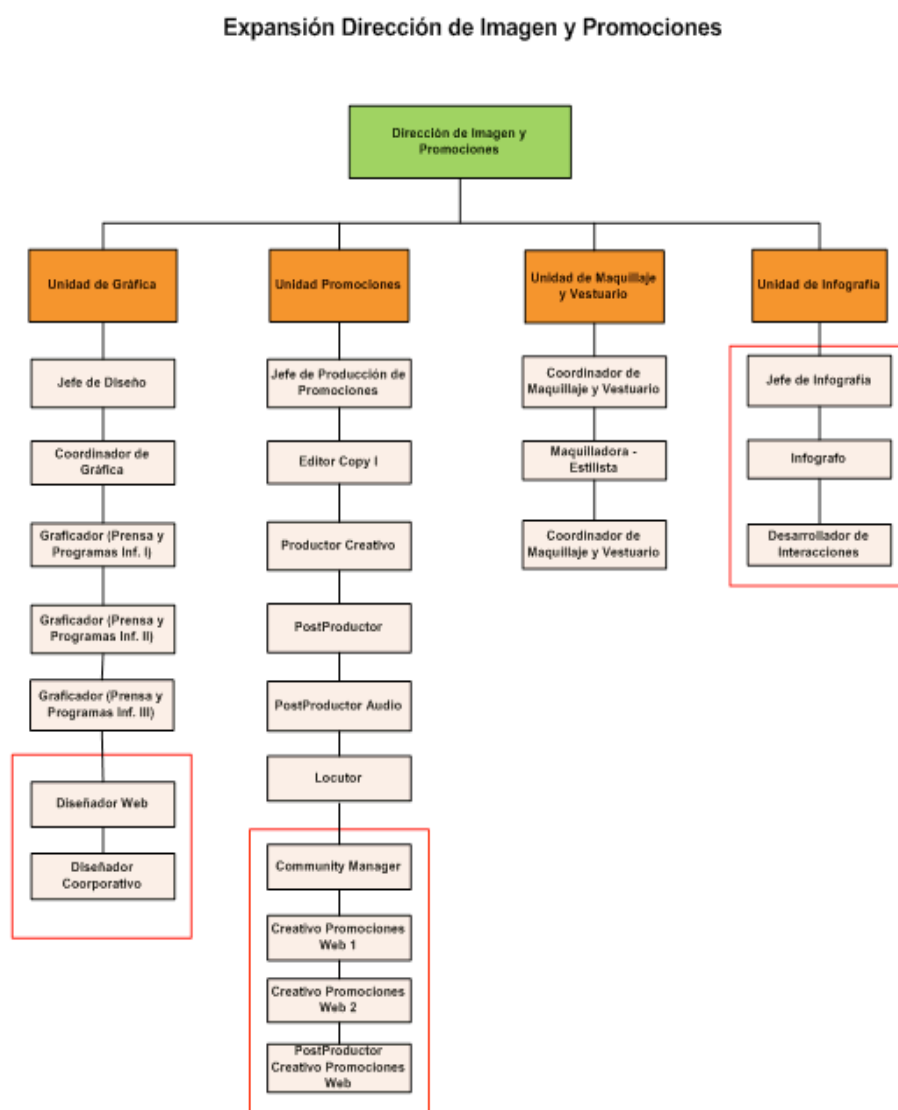 Expansión Dirección de Imagen y Promociones
Dirección de Imagen y
Promociones
Unidad de Gráfica
Jefe de Diseño
Coordinador de
Gráfica
Graficador (Prensa y
Programas Inf. I)
Graficador (Prensa y
Programas Inf. II)
Graficador (Prensa y
Programas Inf. III)
Diseñador Web
Diseñador
Coorporativo
Unidad Promociones
Jefe de Producción de
Promociones
Editor Copy I
Productor Creativo
PostProductor
PostProductor Audio
Locutor
Community Manager
Creativo Promociones
Web 1
Creativo Promociones
Web 2
PostProductor
Creativo Promociones
Web
Unidad de Maquillaje
y Vestuario
Coordinador de
Maquillaje y Vestuario
Maquilladora -
Estilista
Coordinador de
Maquillaje y Vestuario
Unidad de Infografía
Jefe de Infografía
Infografo
Desarrollador de
Interacciones